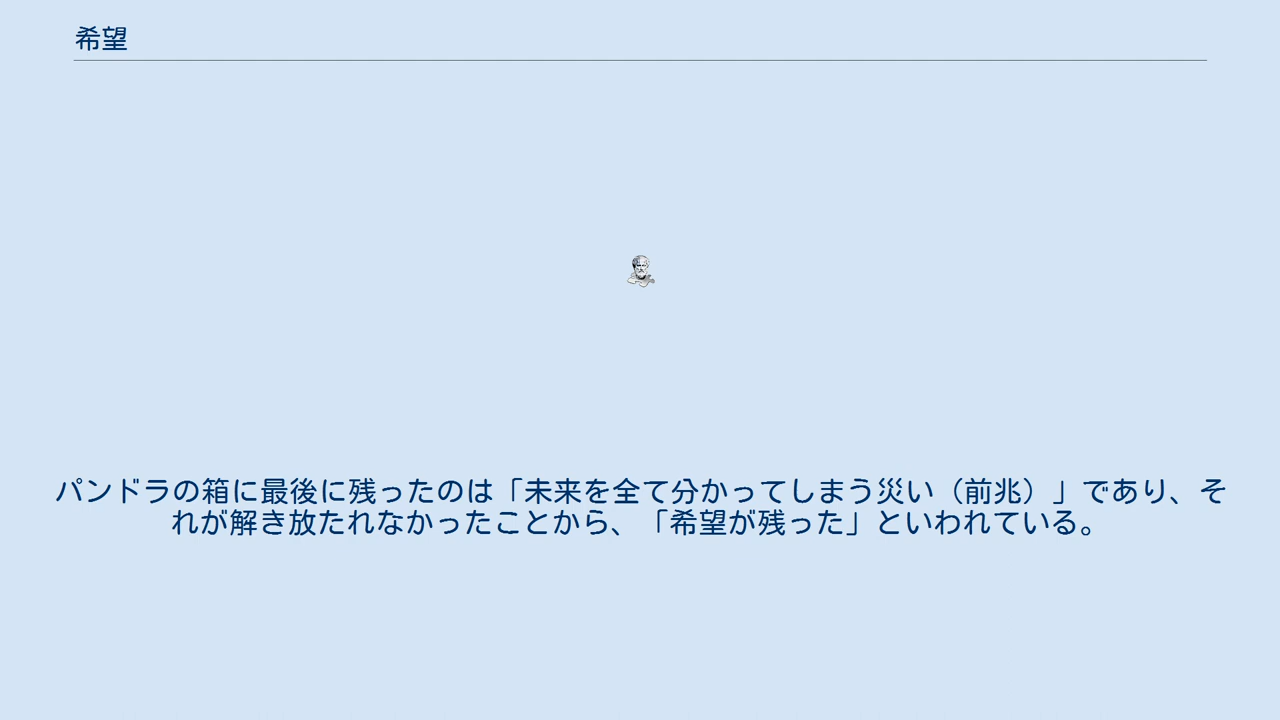 希望
パンドラの箱に最後に残ったのは「未来を全て分かってしまう災い（前兆）」であり、そ
れが解き放たれなかったことから、「希望が残った」といわれている。